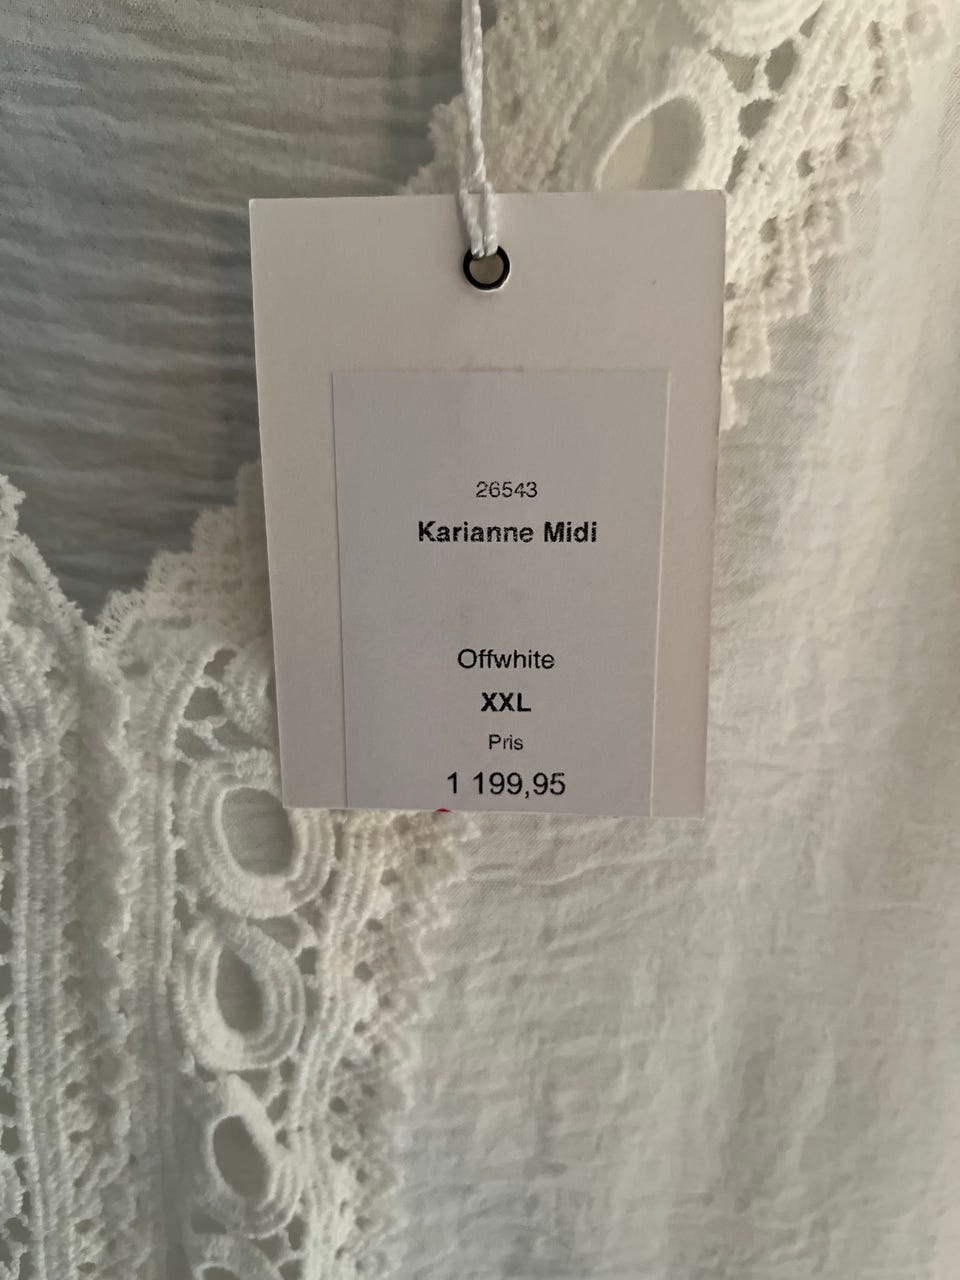 26543
Karianne Midi
Offwhite
XXL
Pris
1 199,95